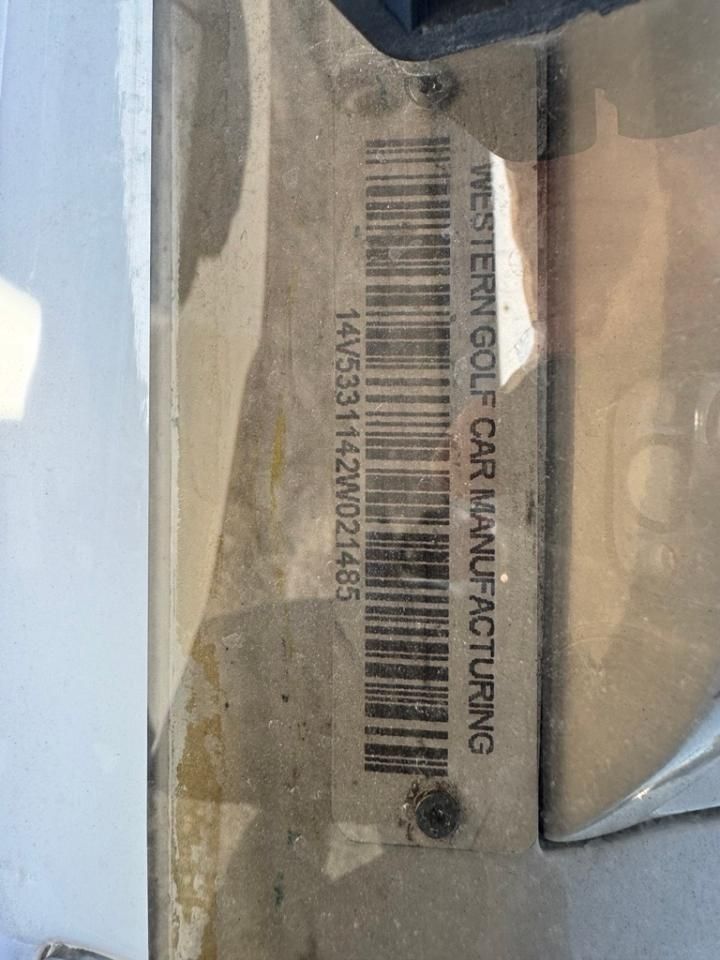 WESTERN GOLF CAR MANUFACTURING
14V5331142W021485